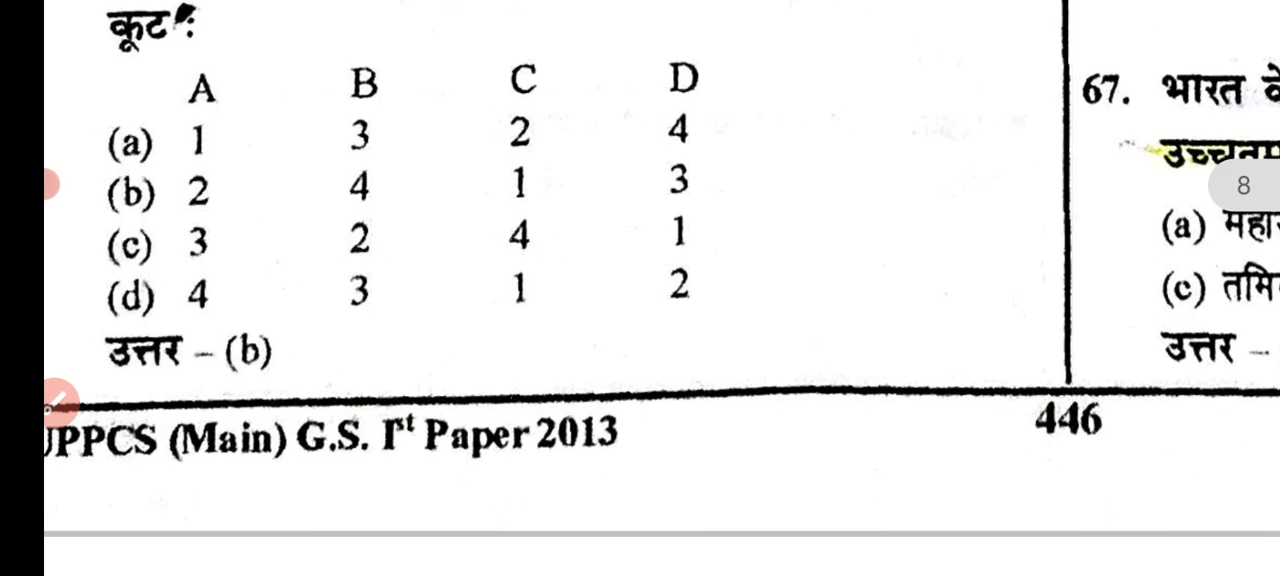 कूट :
A B C D
(a) 1 3 2 4
(b) 2 4 1 3
(c) 3 2 4 1
(d) 4 3 1 2
उत्तर – (b)
67. भारत
(a)
(c)
उत्तर –
8
JPPCS (Main) G.S. Ist Paper 2013
446